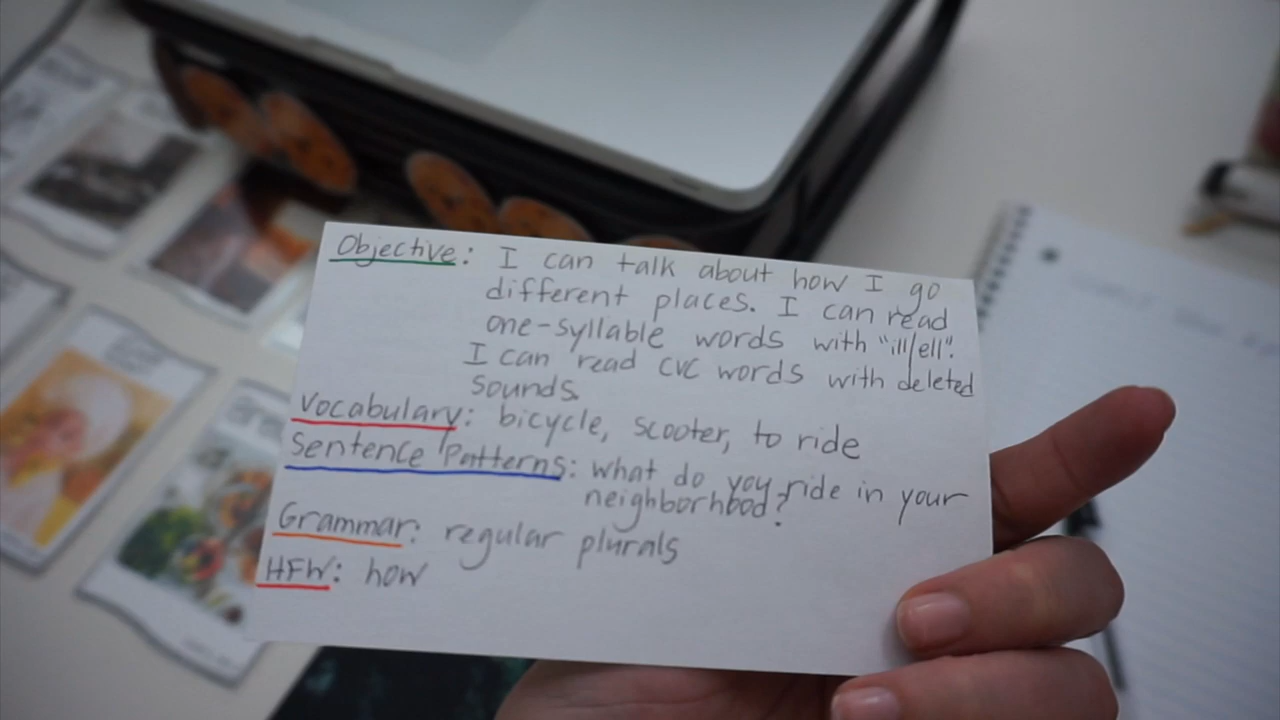 Objective: I can talk about how I go
different places. I can read
one-syllable words with "ill/ell".
I can read CVC words with deleted
sounds.
Vocabulary: bicycle, scooter, to ride
Sentence Patterns: what do you ride in your
neighborhood?
Grammar: regular plurals
HFW: how